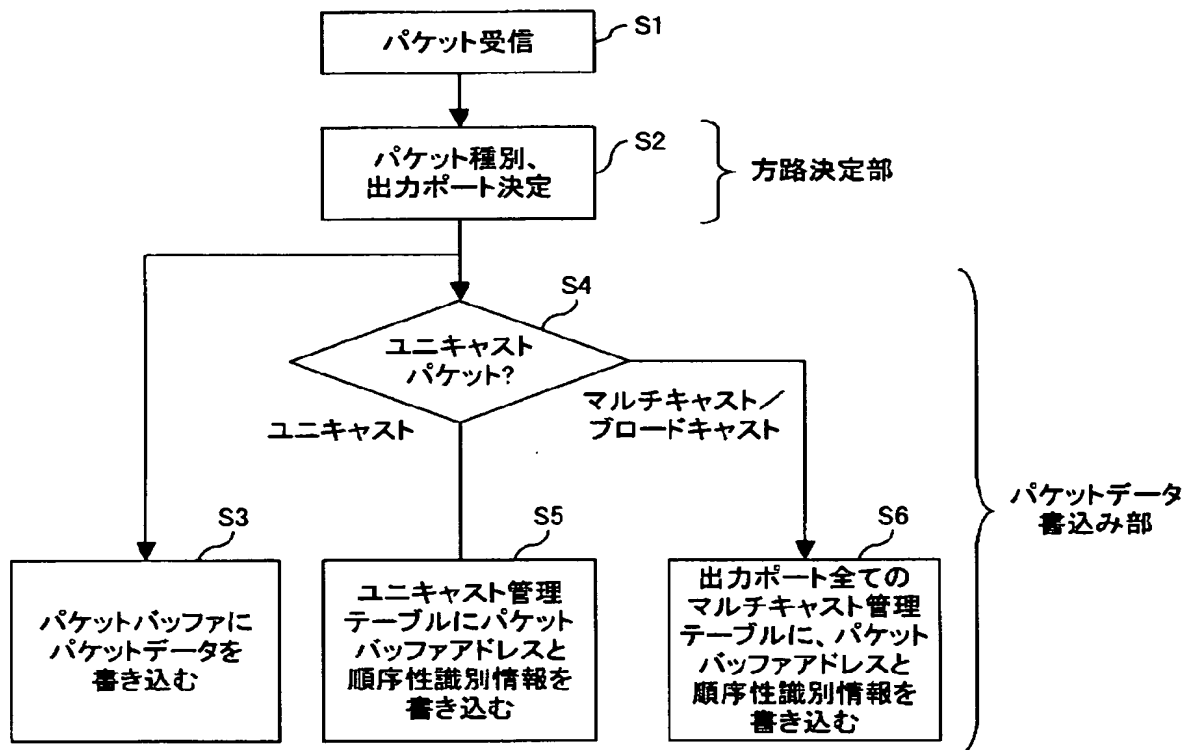 パケット受信
S1
パケット種別、
出力ポート決定
S2
方路決定部
ユニキャスト
パケット?
S4
ユニキャスト
マルチキャスト／
ブロードキャスト
パケットデータ
書込み部
S3
パケットバッファに
パケットデータを
書き込む
S5
ユニキャスト管理
テーブルにパケット
バッファアドレスと
順序性識別情報を
書き込む
S6
出力ポート全ての
マルチキャスト管理
テーブルに、パケット
バッファアドレスと
順序性識別情報を
書き込む